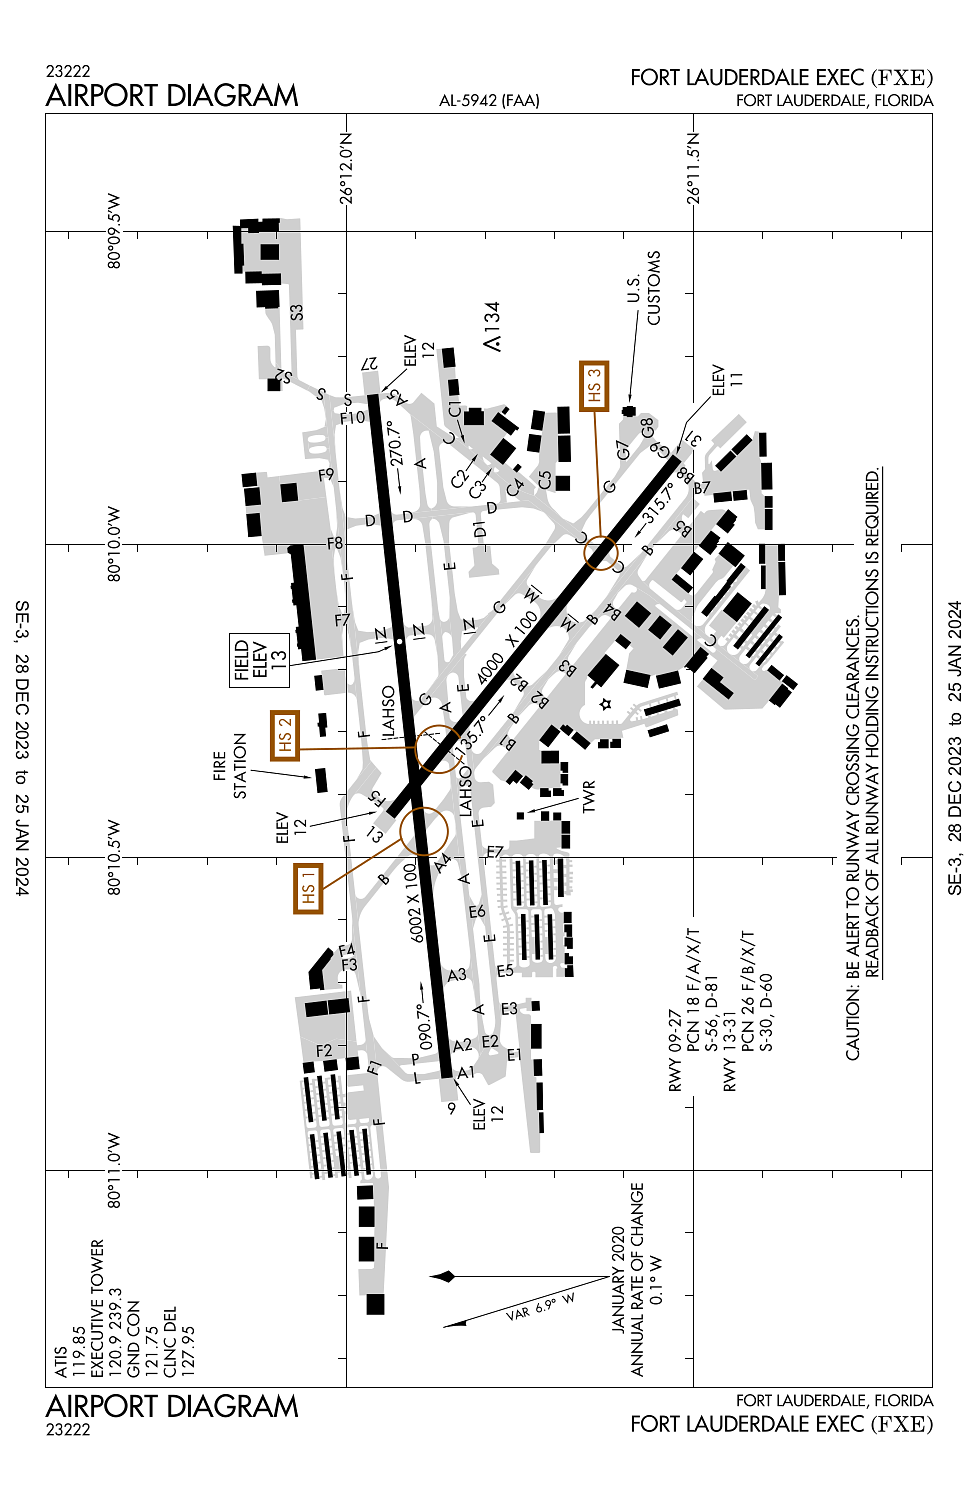 23222
AIRPORT DIAGRAM
AL-5942 (FAA)
FORT LAUDERDALE EXEC (FXE)
FORT LAUDERDALE, FLORIDA
26°12.0'N
26°11.5'N
80°09.5'W
80°10.0'W
80°10.5'W
80°11.0'W
SE-3, 28 DEC 2023 to 25 JAN 2024
SE-3, 28 DEC 2023 to 25 JAN 2024
S3
S2
S
S
27
ELEV
12
A5
134
U.S.
CUSTOMS
HS 3
ELEV
11
F10
F9
F8
F7
F
270.7°
A
C
C1
C2
C3
C4
C5
G7
G8
G9
31
B8
B7
B5
315.7°
G
D
D
D
D1
E
C
C
B
FIELD
ELEV
13
N
N
N
G
M
M
B
B4
B3
C
4000 X 100
LAHSO
G
A
E
B2
B2
B
B1
135.7°
HS 2
F
FIRE
STATION
LAHSO
TWR
ELEV
12
F5
13
F
HS 1
B
A4
E
E7
A
6002 X 100
E6
E
F4
F3
F
A3
E5
A
E3
090.7°
F2
F1
P
L
A2
E2
E1
A1
9
ELEV
12
F
F
RWY 09-27
PCN 18 F/A/X/T
S-56, D-81
RWY 13-31
PCN 26 F/B/X/T
S-30, D-60
CAUTION: BE ALERT TO RUNWAY CROSSING CLEARANCES.
READBACK OF ALL RUNWAY HOLDING INSTRUCTIONS IS REQUIRED.
VAR 6.9° W
JANUARY 2020
ANNUAL RATE OF CHANGE
0.1° W
ATIS
119.85
EXECUTIVE TOWER
120.9 239.3
GND CON
121.75
CLNC DEL
127.95
AIRPORT DIAGRAM
23222
FORT LAUDERDALE, FLORIDA
FORT LAUDERDALE EXEC (FXE)